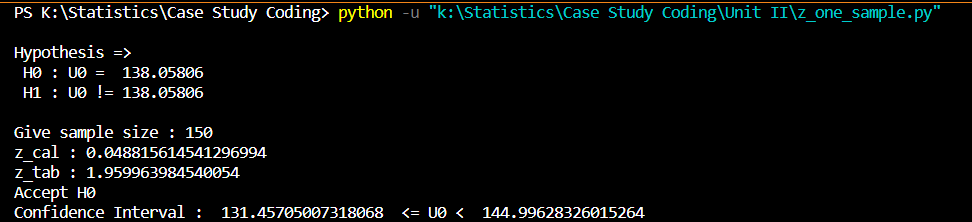 PS K:\Statistics\Case Study Coding> python -u "k:\Statistics\Case Study Coding\Unit II\z_one_sample.py"
Hypothesis =>
H0 : U0 =  138.05806
H1 : U0 != 138.05806
Give sample size : 150
z_cal : 0.048815614541296994
z_tab : 1.959963984540054
Accept H0
Confidence Interval :  131.45705007318068  <= U0 <  144.99628326015264